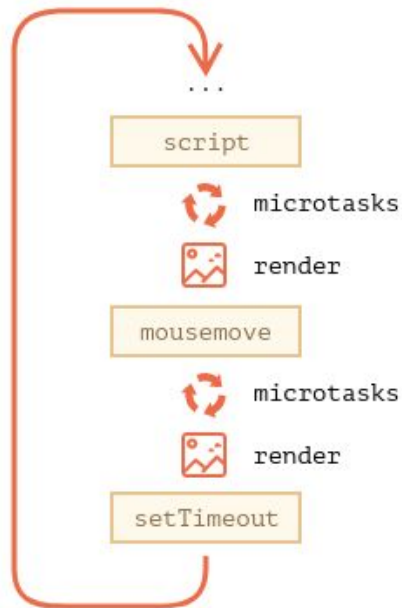 ...
script
microtasks
render
mousemove
microtasks
render
setTimeout